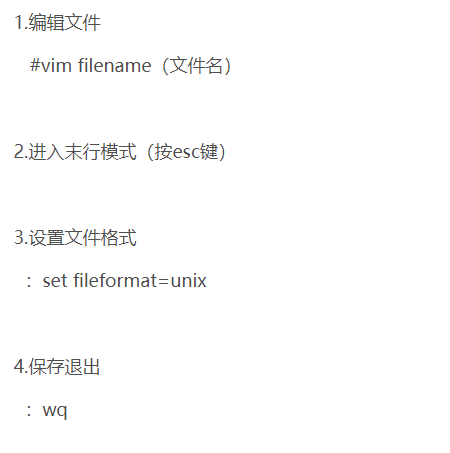 1.编辑文件
#vim filename（文件名）
2.进入末行模式（按esc键）
3.设置文件格式
：set fileformat=unix
4.保存退出
：wq